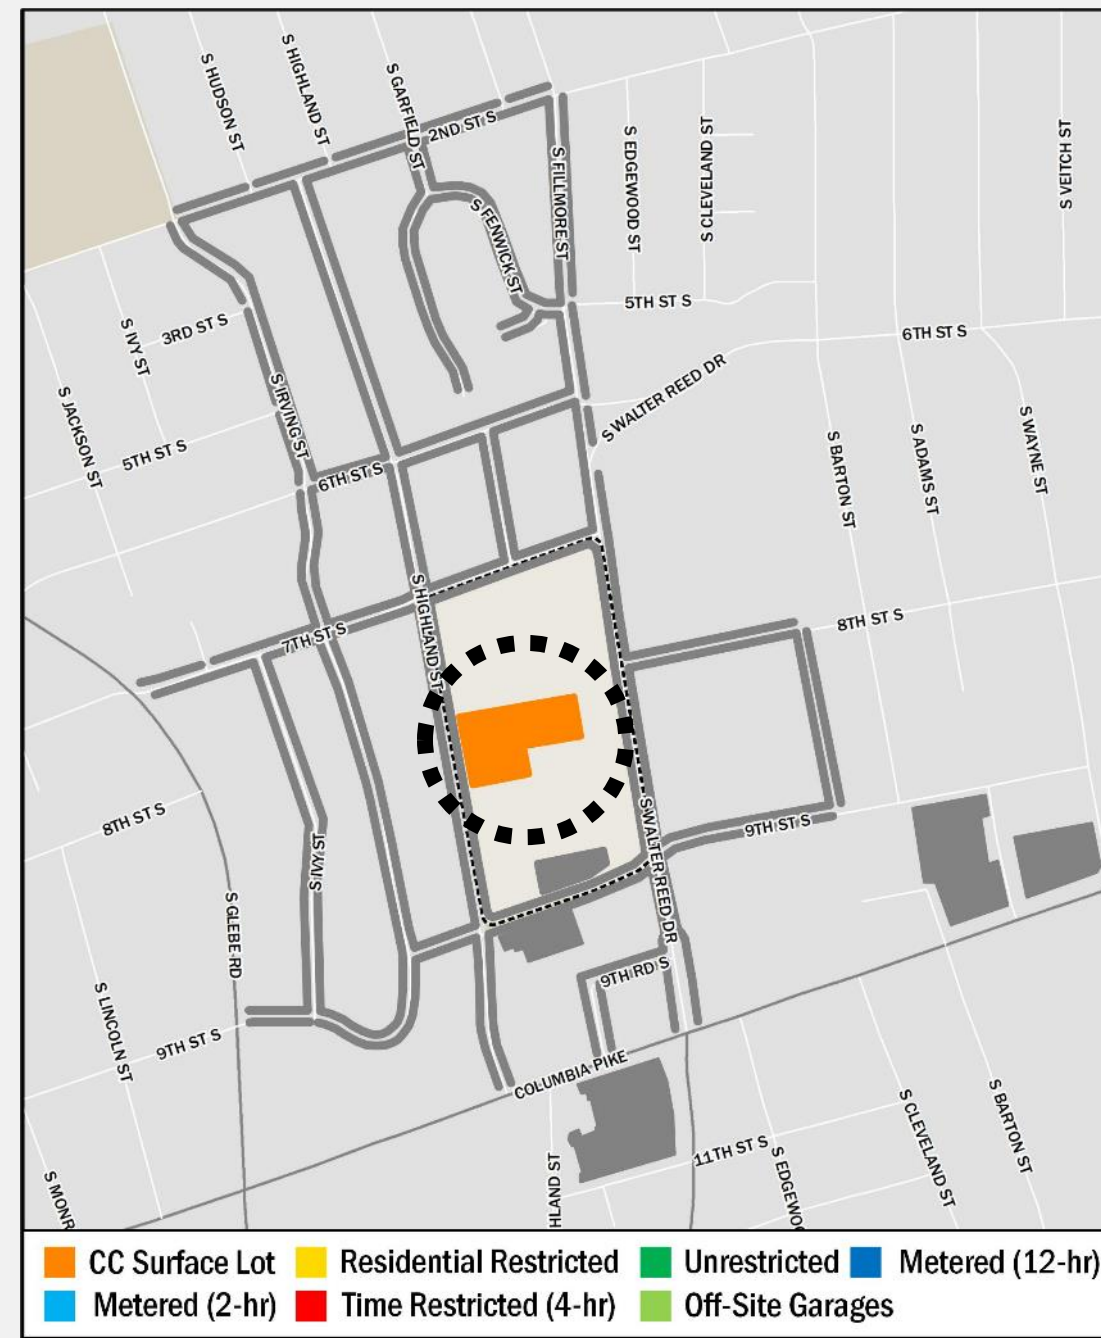 S HUDSON ST
S HIGHLAND ST
S GARFIELD ST
2ND ST S
S FILLMORE ST
S EDGEWOOD ST
S CLEVELAND ST
S VEITCH ST
S FENWICK ST
5TH ST S
6TH ST S
3RD ST S
S IVY ST
S JACKSON ST
S IRVING ST
5TH ST S
6TH ST S
S WALTER REED DR
S BARTON ST
S ADAMS ST
S WAYNE ST
7TH ST S
S HIGHLAND ST
8TH ST S
8TH ST S
S IVY ST
S WALTER REED DR
9TH ST S
S GLEBE RD
S LINCOLN ST
9TH ST S
9TH RD S
COLUMBIA PIKE
11TH ST S
S CLEVELAND ST
S BARTON ST
S MONR
HLAND ST
S EDGEWOO
CC Surface Lot
Residential Restricted
Unrestricted
Metered (12-hr)
Metered (2-hr)
Time Restricted (4-hr)
Off-Site Garages